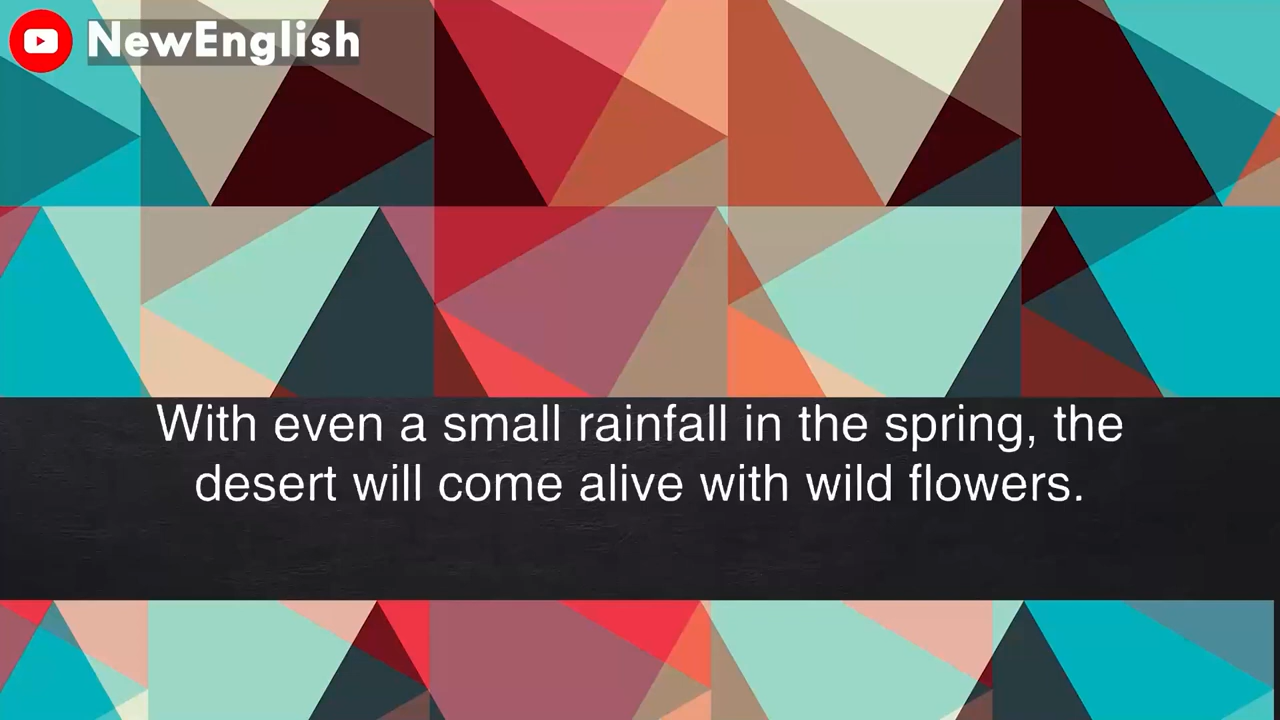 NewEnglish
With even a small rainfall in the spring, the
desert will come alive with wild flowers.